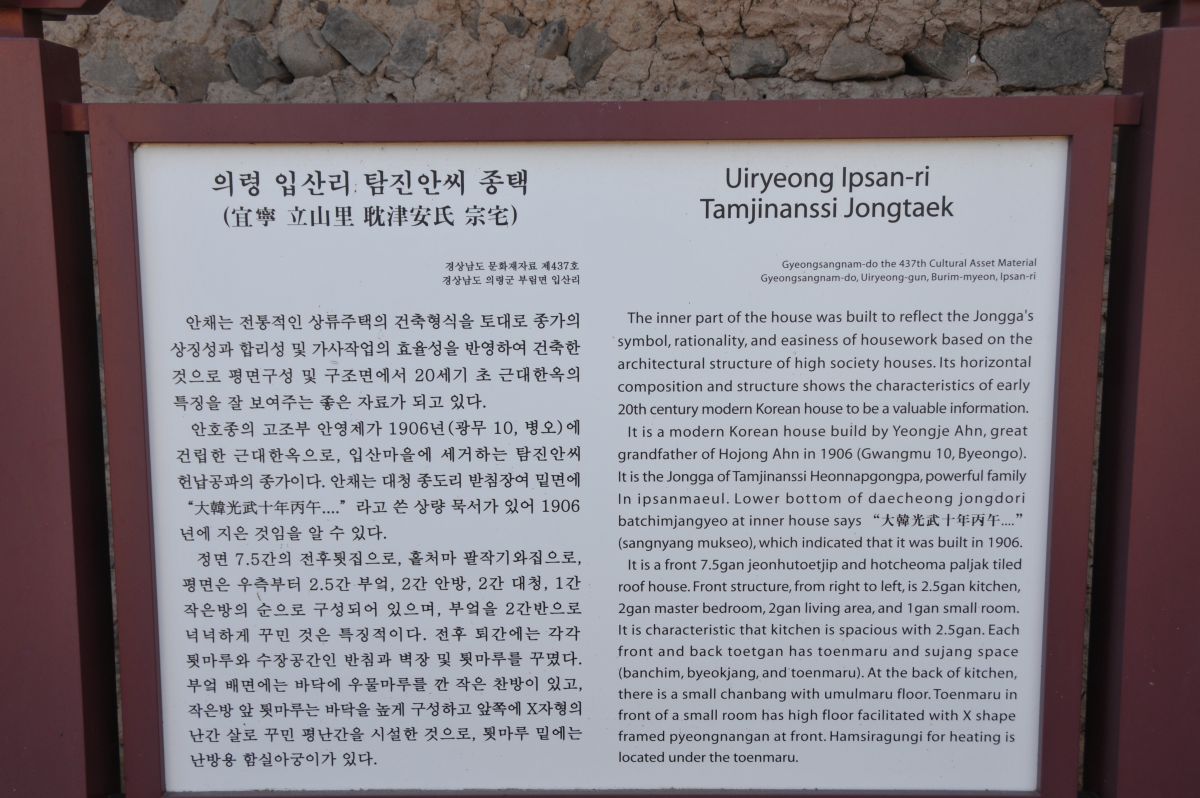 의령 입산리 탐진안씨 종택
(宜寧 立山里 耽津安氏 宗宅)
경상남도 문화재자료 제437호
경상남도 의령군 부림면 입산리
안채는 전통적인 상류주택의 건축형식을 토대로 종가의
상징성과 합리성 및 가사작업의 효율성을 반영하여 건축한
것으로 평면구성 및 구조면에서 20세기 초 근대한옥의
특징을 잘 보여주는 좋은 자료가 되고 있다.
안호종의 고조부 안영제가 1906년(광무 10, 병오)에
건립한 근대한옥으로, 입산마을에 세거하는 탐진안씨
헌납공파의 종가이다. 안채는 대청 종도리 받침장여 밑면에
“大韓光武十年丙午....” 라고 쓴 상량 묵서가 있어 1906
년에 지은 것임을 알 수 있다.
정면 7.5간의 전후툇집으로, 홑처마 팔작기와집으로,
평면은 우측부터 2.5간 부엌, 2간 안방, 2간 대청, 1간
작은방의 순으로 구성되어 있으며, 부엌을 2간반으로
넉넉하게 꾸민 것은 특징적이다. 전후 퇴간에는 각각
툇마루와 수장공간인 반침과 벽장 및 툇마루를 꾸몄다.
부엌 배면에는 바닥에 우물마루를 깐 작은 찬방이 있고,
작은방 앞 툇마루는 바닥을 높게 구성하고 앞쪽에 X자형의
난간 살로 꾸민 평난간을 시설한 것으로, 툇마루 밑에는
난방용 함실아궁이가 있다.
Uiryeong Ipsan-ri
Tamjinanssi Jongtaek
Gyeongsangnam-do the 437th Cultural Asset Material
Gyeongsangnam-do, Uiryeong-gun, Burim-myeon, Ipsan-ri
The inner part of the house was built to reflect the Jongga's
symbol, rationality, and easiness of housework based on the
architectural structure of high society houses. Its horizontal
composition and structure shows the characteristics of early
20th century modern Korean house to be a valuable information.
It is a modern Korean house build by Yeongje Ahn, great
grandfather of Hojong Ahn in 1906 (Gwangmu 10, Byeongo).
It is the Jongga of Tamjinanssi Heonnapgongpa, powerful family
In ipsanmaeul. Lower bottom of daecheong jongdori
batchimjangyeo at inner house says “大韓光武十年丙午....”
(sangnyang mukseo), which indicated that it was built in 1906.
It is a front 7.5gan jeonhutoetjip and hotcheoma paljak tiled
roof house. Front structure, from right to left, is 2.5gan kitchen,
2gan master bedroom, 2gan living area, and 1gan small room.
It is characteristic that kitchen is spacious with 2.5gan. Each
front and back toetgan has toenmaru and sujang space
(banchim, byeokjang, and toenmaru). At the back of kitchen,
there is a small chanbang with umulmaru floor. Toenmaru in
front of a small room has high floor facilitated with X shape
framed pyeongnangan at front. Hamsiragungi for heating is
located under the toenmaru.